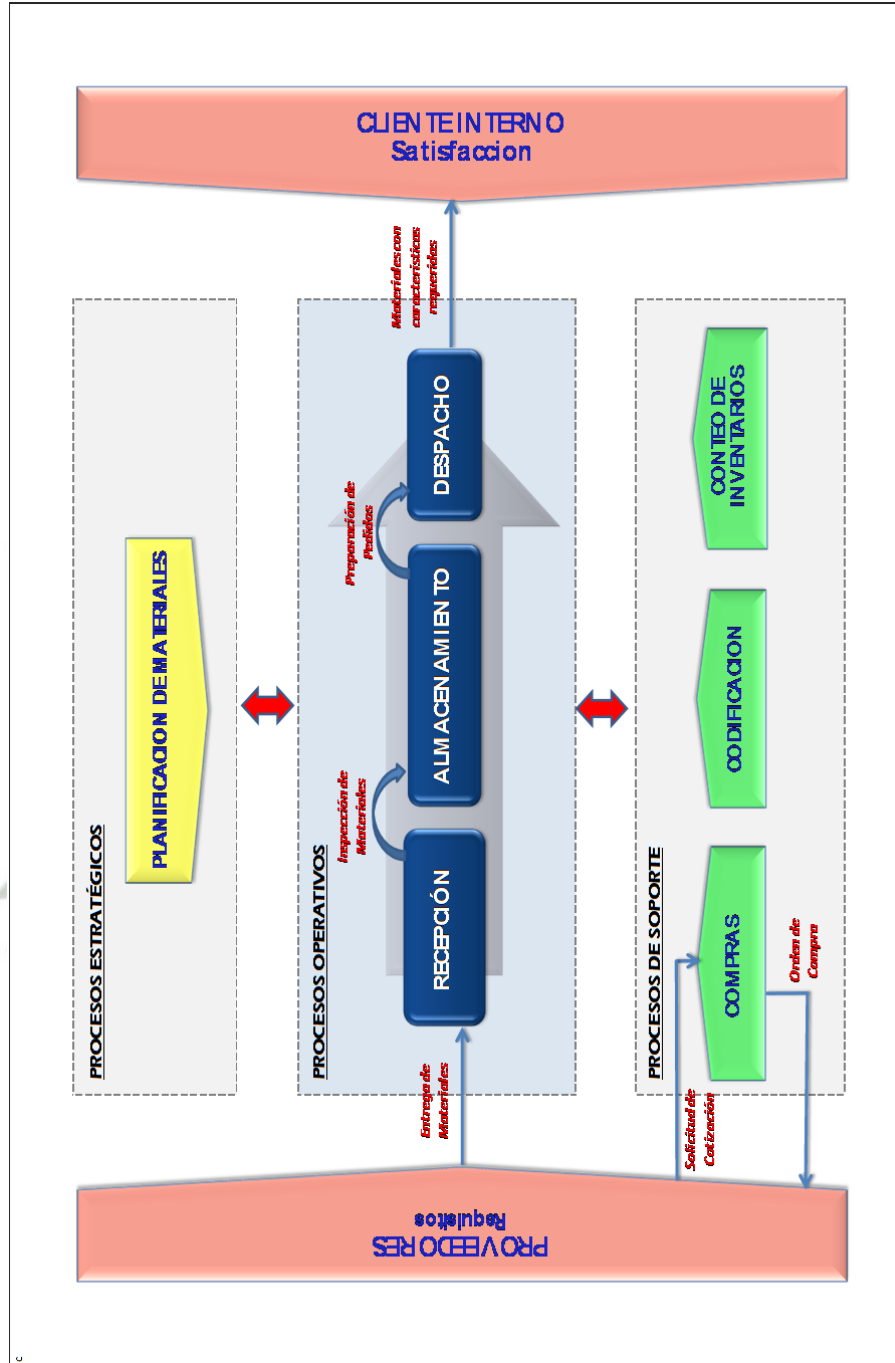 CLIENTE INTERNO
Satisfaccion
PROCESOS ESTRATÉGICOS
PLANIFICACION DE MATERIALES
PROCESOS OPERATIVOS
Entrega de
Materiales
RECEPCIÓN
Inspección de
Materiales
ALMACENAMIENTO
Preparación de
Pedidos
DESPACHO
Materiales con
características
requeridas
PROCESOS DE SOPORTE
Solicitud de
Cotización
COMPRAS
Orden de
Compra
CODIFICACION
CONTEO DE
INVENTARIOS
PROVEEDORES
Requisitos
c